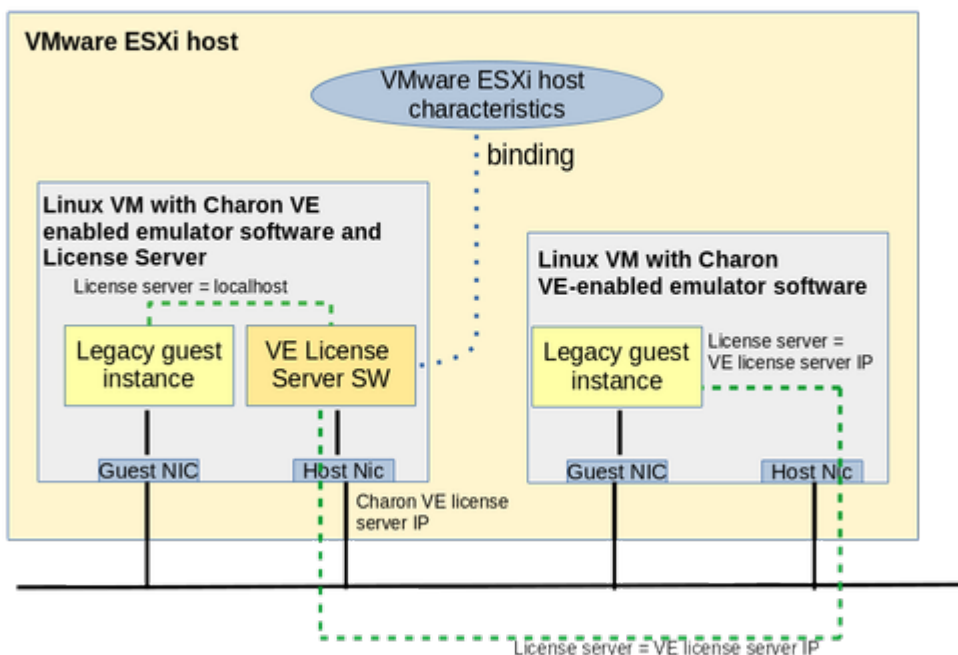 VMware ESXi host
VMware ESXi host
characteristics
binding
Linux VM with Charon VE
enabled emulator software and
License Server
License server = localhost
Legacy guest
instance
VE License
Server SW
Guest NIC
Host Nic
Charon VE license
server IP
Linux VM with Charon
VE-enabled emulator software
Legacy guest
instance
License server =
VE license server IP
Guest NIC
Host Nic
License server = VE license server IP